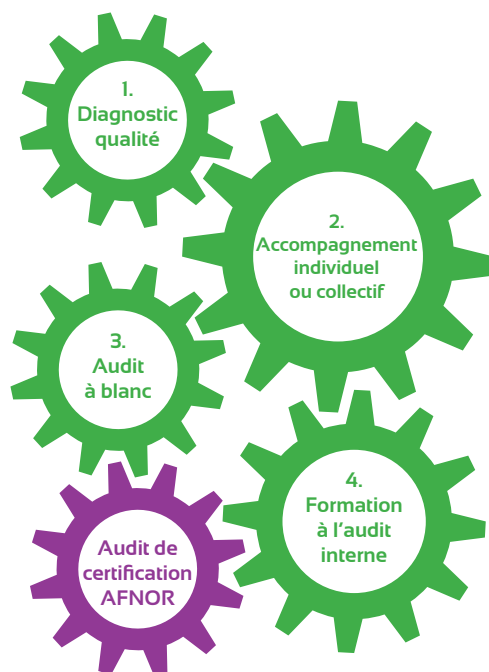 1.
Diagnostic
qualité
2.
Accompagnement
individuel
ou collectif
3.
Audit
à blanc
4.
Formation
à l'audit
interne
Audit de
certification
AFNOR